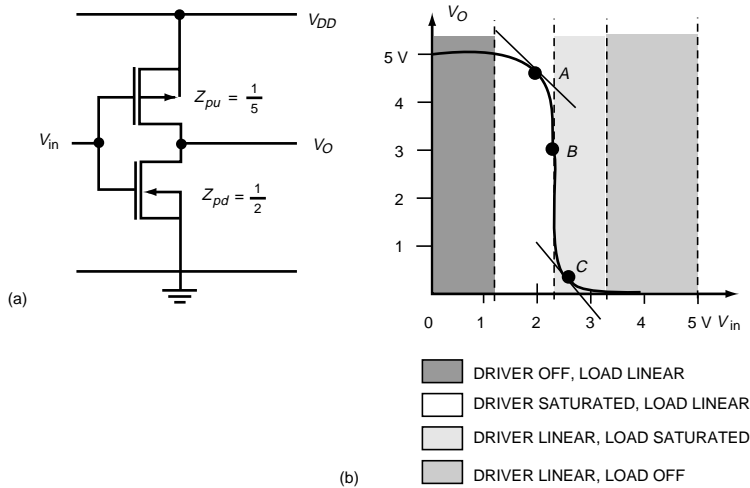 V_DD
Z_pu = 1/5
V_in
V_O
Z_pd = 1/2
(a)
V_O
5 V
4
3
2
1
A
B
C
0 1 2 3 4 5 V V_in
DRIVER OFF, LOAD LINEAR
DRIVER SATURATED, LOAD LINEAR
DRIVER LINEAR, LOAD SATURATED
DRIVER LINEAR, LOAD OFF
(b)